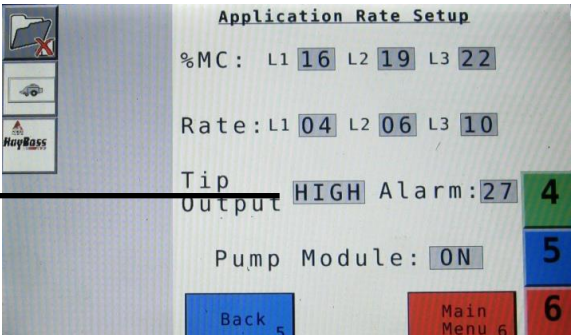 Application Rate Setup
%MC: L1 16 L2 19 L3 22
Rate: L1 04 L2 06 L3 10
HayBoss
Tip Output HIGH Alarm: 27
4
Pump Module: ON
5
Back 5
Main Menu 6
6